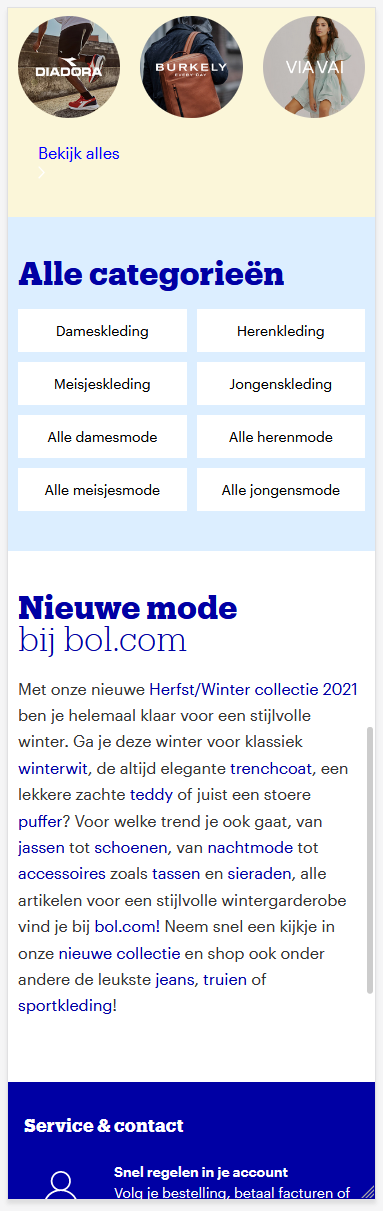 DIADORA
BURKELY
EVERY DAY
VIA VAI
Bekijk alles
Alle categorieën
Dameskleding
Herenkleding
Meisjeskleding
Jongenskleding
Alle damesmode
Alle herenmode
Alle meisjesmode
Alle jongensmode
Nieuwe mode
bij bol.com
Met onze nieuwe Herfst/Winter collectie 2021
ben je helemaal klaar voor een stijlvolle
winter. Ga je deze winter voor klassiek
winterwit, de altijd elegante trenchcoat, een
lekkere zachte teddy of juist een stoere
puffer? Voor welke trend je ook gaat, van
jassen tot schoenen, van nachtmode tot
accessoires zoals tassen en sieraden, alle
artikelen voor een stijlvolle wintergarderobe
vind je bij bol.com! Neem snel een kijkje in
onze nieuwe collectie en shop ook onder
andere de leukste jeans, truien of
sportkleding!
Service & contact
Snel regelen in je account
Volg je bestelling, betaal facturen of